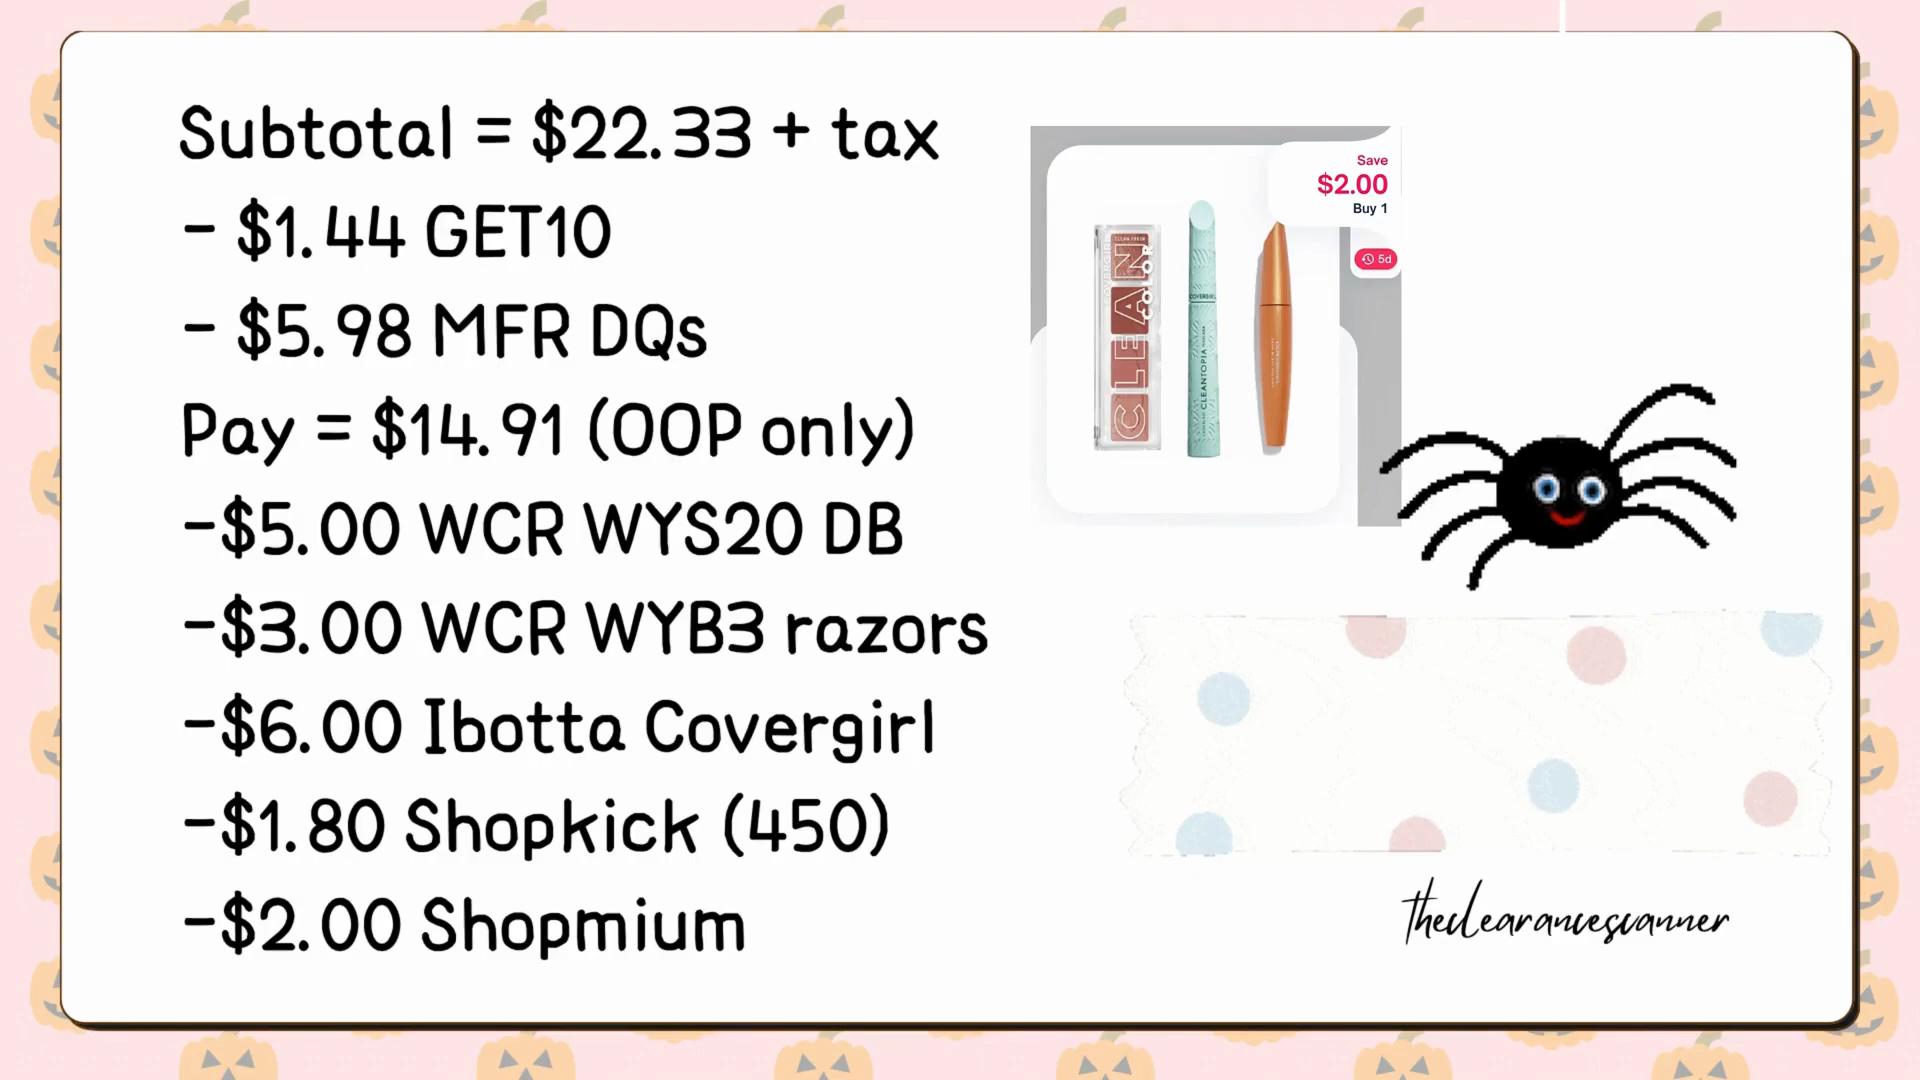 Subtotal = $22.33 + tax
- $1.44 GET10
- $5.98 MFR DQs
Pay = $14.91 (OOP only)
-$5.00 WCR WYS20 DB
-$3.00 WCR WYB3 razors
-$6.00 Ibotta Covergirl
-$1.80 Shopkick (450)
-$2.00 Shopmium
Save
$2.00
Buy 1
5d
CLEAN
COLOR
COVERGIRL
CLEANTOPIA
theclearancescanner